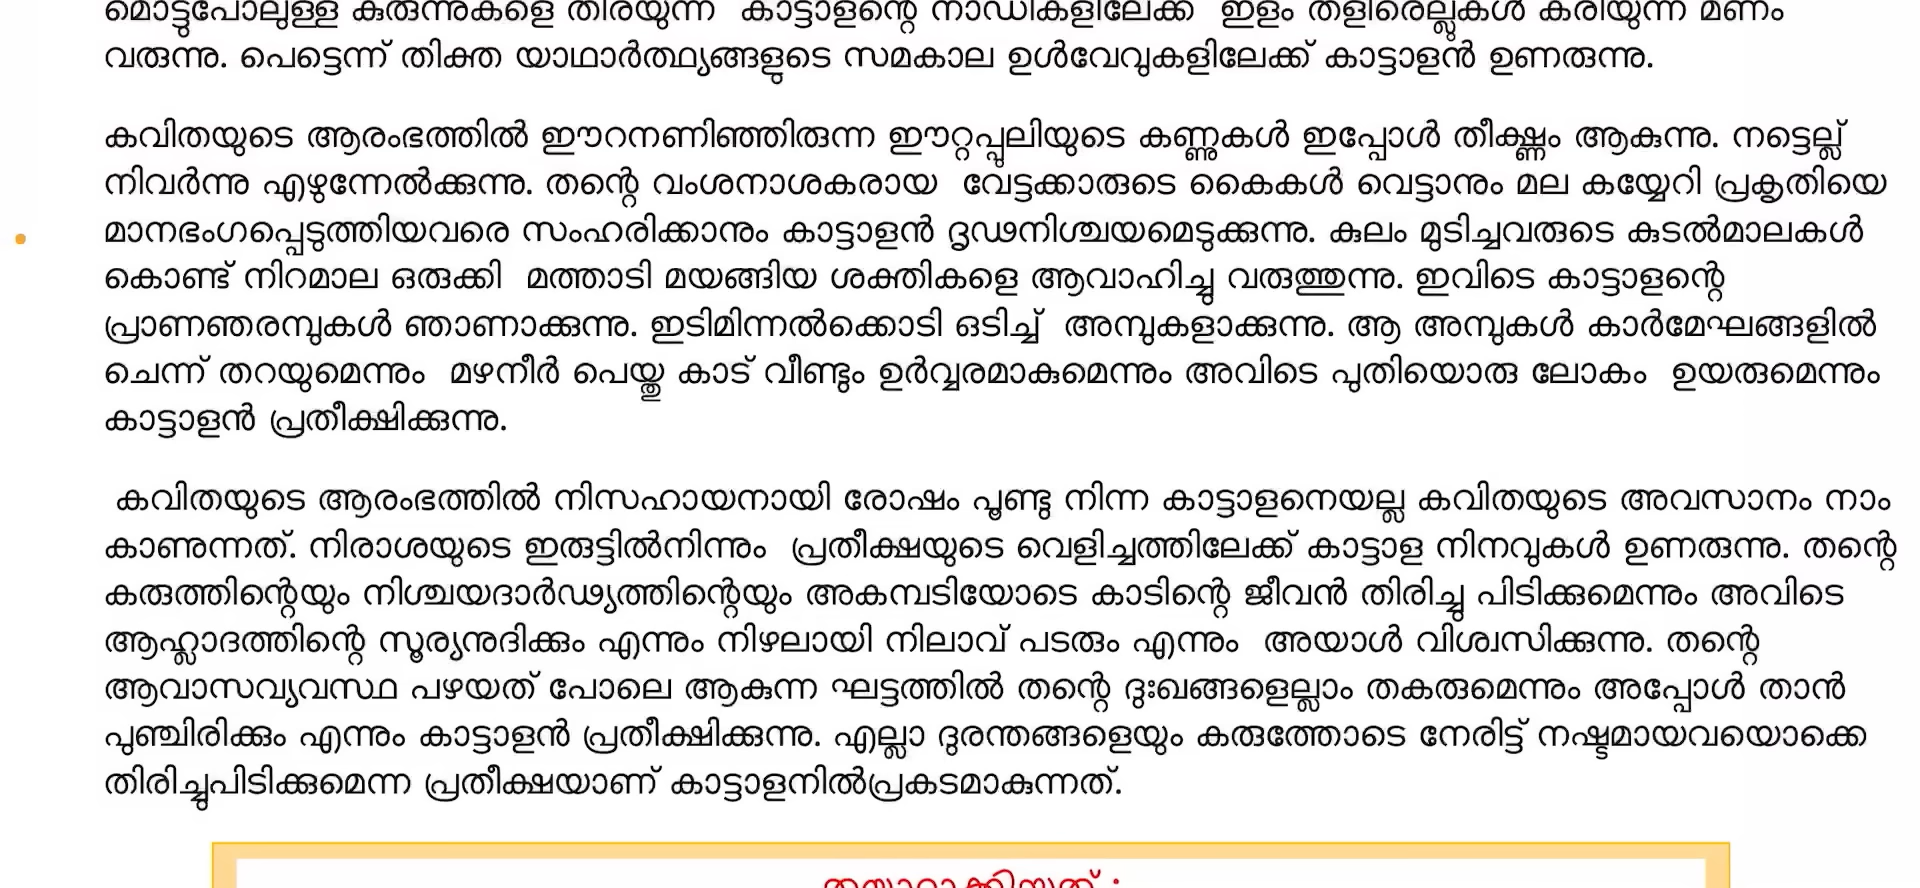 മൊട്ടുപോലുള്ള കുരുന്നുകളെ തിരയുന്ന കാട്ടാളന്റെ നാഡികളിലേക്ക് ഇളം തളിരെല്ലുകൾ കരിയുന്ന മണം
വരുന്നു. പെട്ടെന്ന് തിക്ത യാഥാർത്ഥ്യങ്ങളുടെ സമകാല ഉൾവേവുകളിലേക്ക് കാട്ടാളൻ ഉണരുന്നു.
കവിതയുടെ ആരംഭത്തിൽ ഈറനണിഞ്ഞിരുന്ന ഈറ്റപ്പുലിയുടെ കണ്ണുകൾ ഇപ്പോൾ തീക്ഷ്ണം ആകുന്നു. നട്ടെല്ല്
നിവർന്നു എഴുന്നേൽക്കുന്നു. തന്റെ വംശനാശകരായ വേട്ടക്കാരുടെ കൈകൾ വെട്ടാനും മല കയ്യേറി പ്രകൃതിയെ
മാനഭംഗപ്പെടുത്തിയവരെ സംഹരിക്കാനും കാട്ടാളൻ ദൃഢനിശ്ചയമെടുക്കുന്നു. കുലം മുടിച്ചവരുടെ കുടൽമാലകൾ
കൊണ്ട് നിറമാല ഒരുക്കി മത്താടി മയങ്ങിയ ശക്തികളെ ആവാഹിച്ചു വരുത്തുന്നു. ഇവിടെ കാട്ടാളന്റെ
പ്രാണഞരമ്പുകൾ ഞാണാക്കുന്നു. ഇടിമിന്നൽക്കൊടി ഒടിച്ച് അമ്പുകളാക്കുന്നു. ആ അമ്പുകൾ കാർമേഘങ്ങളിൽ
ചെന്ന് തറയുമെന്നും മഴനീർ പെയ്തു കാട് വീണ്ടും ഉർവ്വരമാകുമെന്നും അവിടെ പുതിയൊരു ലോകം ഉയരുമെന്നും
കാട്ടാളൻ പ്രതീക്ഷിക്കുന്നു.
കവിതയുടെ ആരംഭത്തിൽ നിസഹായനായി രോഷം പൂണ്ടു നിന്ന കാട്ടാളനെയല്ല കവിതയുടെ അവസാനം നാം
കാണുന്നത്. നിരാശയുടെ ഇരുട്ടിൽനിന്നും പ്രതീക്ഷയുടെ വെളിച്ചത്തിലേക്ക് കാട്ടാള നിനവുകൾ ഉണരുന്നു. തന്റെ
കരുത്തിന്റെയും നിശ്ചയദാർഢ്യത്തിന്റെയും അകമ്പടിയോടെ കാടിന്റെ ജീവൻ തിരിച്ചു പിടിക്കുമെന്നും അവിടെ
ആഹ്ലാദത്തിന്റെ സൂര്യനുദിക്കും എന്നും നിഴലായി നിലാവ് പടരും എന്നും അയാൾ വിശ്വസിക്കുന്നു. തന്റെ
ആവാസവ്യവസ്ഥ പഴയത് പോലെ ആകുന്ന ഘട്ടത്തിൽ തന്റെ ദുഃഖങ്ങളെല്ലാം തകരുമെന്നും അപ്പോൾ താൻ
പുഞ്ചിരിക്കും എന്നും കാട്ടാളൻ പ്രതീക്ഷിക്കുന്നു. എല്ലാ ദുരന്തങ്ങളെയും കരുത്തോടെ നേരിട്ട് നഷ്ടമായവയൊക്കെ
തിരിച്ചുപിടിക്കുമെന്ന പ്രതീക്ഷയാണ് കാട്ടാളനിൽപ്രകടമാകുന്നത്.
തയാറാക്കിയത് :